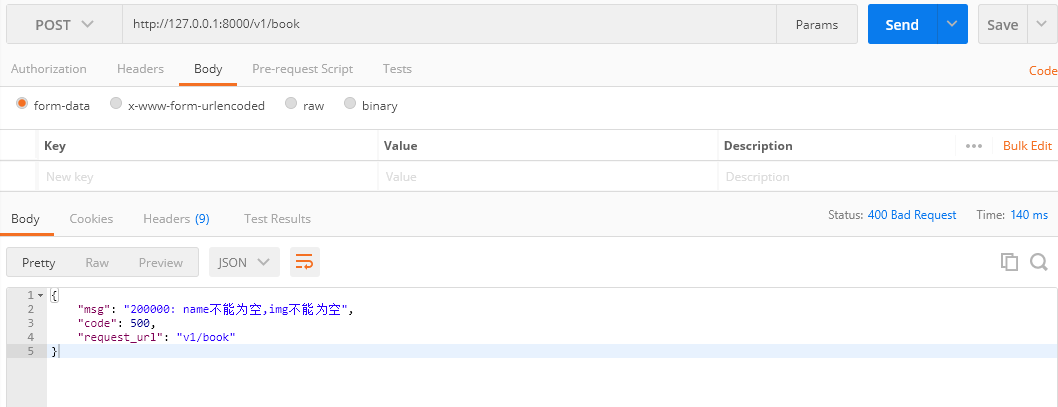 POST http://127.0.0.1:8000/v1/book Params Send Save
Authorization Headers Body Pre-request Script Tests Code
form-data x-www-form-urlencoded raw binary
Key Value Description ••• Bulk Edit
New key Value Description
Body Cookies Headers (9) Test Results Status: 400 Bad Request Time: 140 ms
Pretty Raw Preview JSON
1 {
2 "msg": "200000: name不能为空,img不能为空",
3 "code": 500,
4 "request_url": "v1/book"
5 }